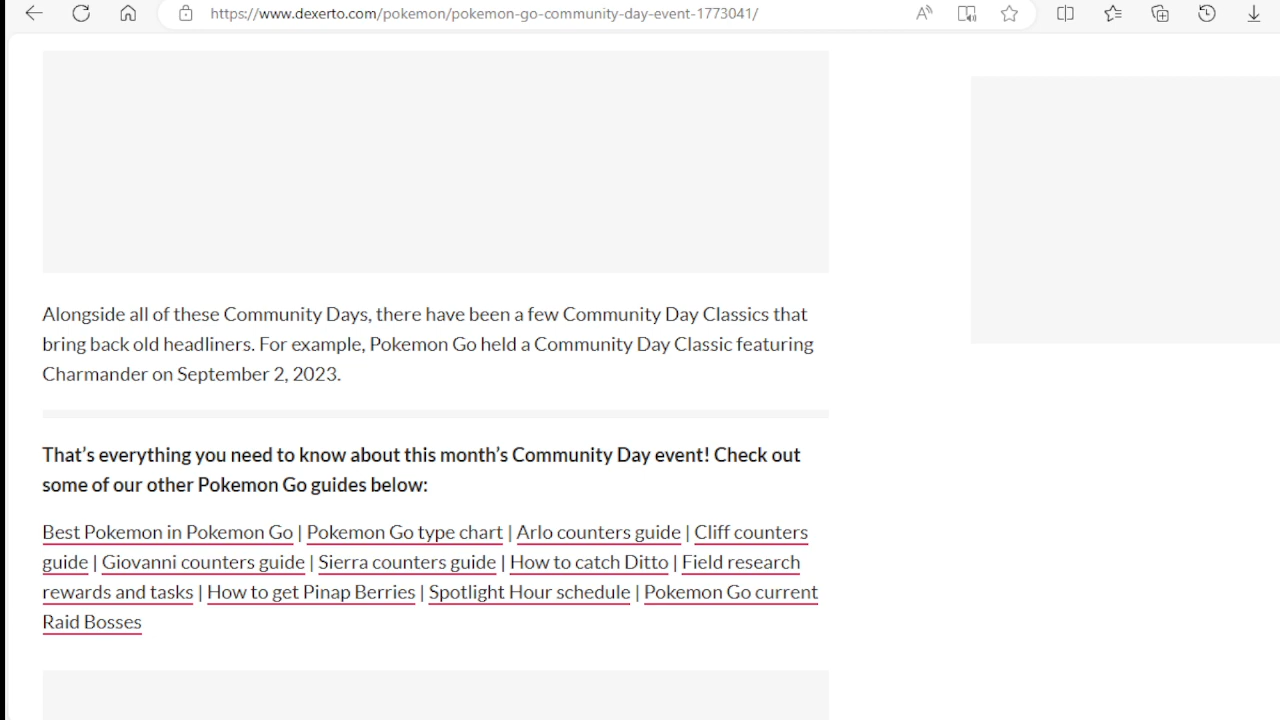 https://www.dexerto.com/pokemon/pokemon-go-community-day-event-1773041/
Alongside all of these Community Days, there have been a few Community Day Classics that
bring back old headliners. For example, Pokemon Go held a Community Day Classic featuring
Charmander on September 2, 2023.
That's everything you need to know about this month's Community Day event! Check out
some of our other Pokemon Go guides below:
Best Pokemon in Pokemon Go | Pokemon Go type chart | Arlo counters guide | Cliff counters
guide | Giovanni counters guide | Sierra counters guide | How to catch Ditto | Field research
rewards and tasks | How to get Pinap Berries | Spotlight Hour schedule | Pokemon Go current
Raid Bosses